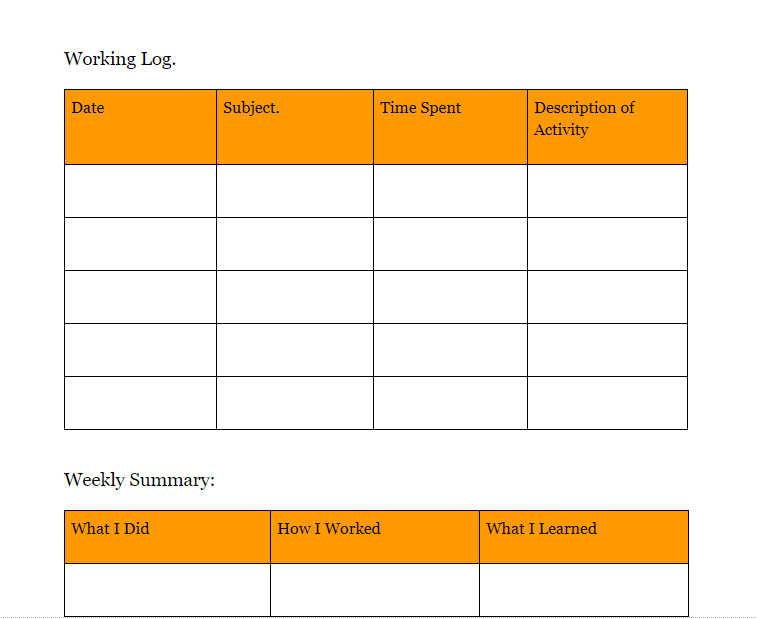 Working Log.
Date Subject. Time Spent Description of
Activity
Weekly Summary:
What I Did How I Worked What I Learned